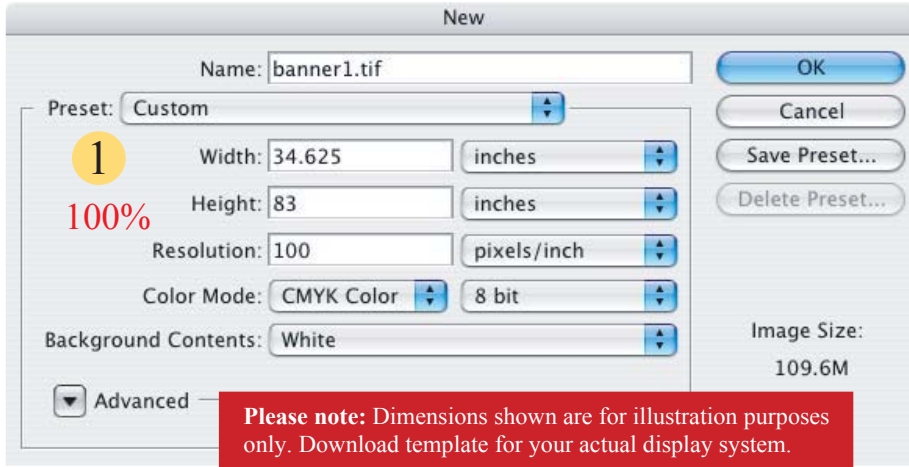 New
Name: banner1.tif
OK
Preset: Custom
Cancel
1
Width: 34.625 inches
Save Preset...
100%
Height: 83 inches
Delete Preset...
Resolution: 100 pixels/inch
Color Mode: CMYK Color 8 bit
Background Contents: White
Image Size:
109.6M
Advanced
Please note: Dimensions shown are for illustration purposes
only. Download template for your actual display system.